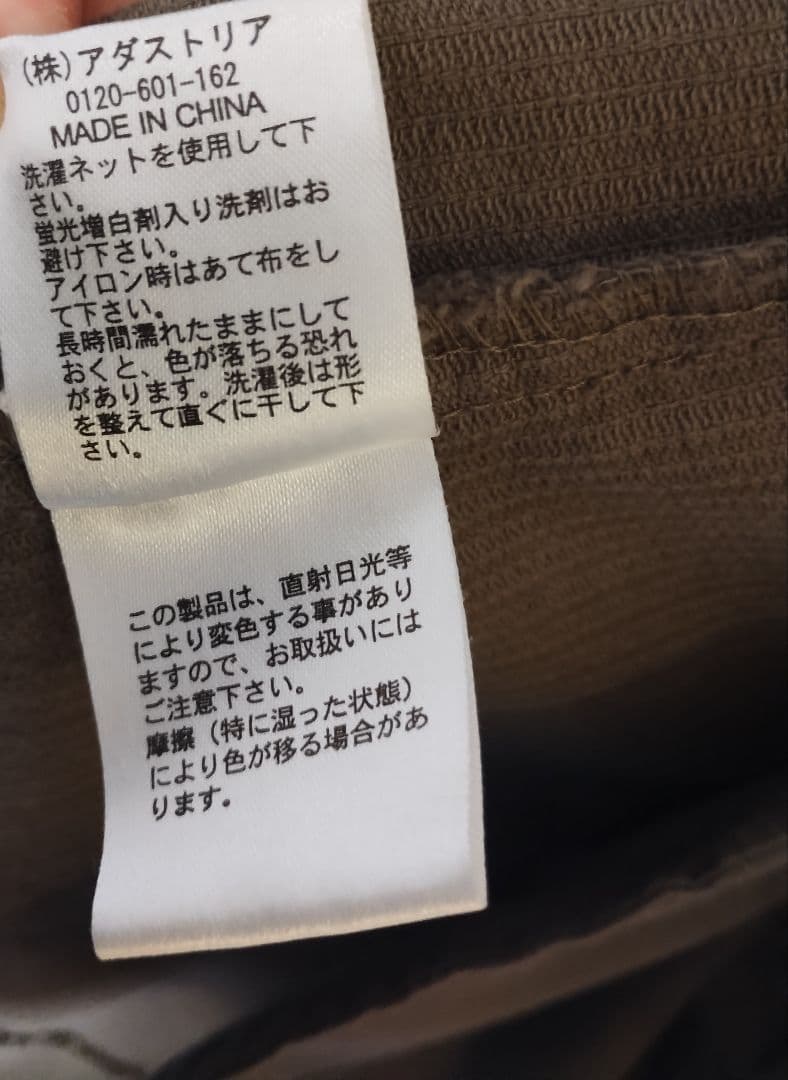 (株)アダストリア
0120-601-162
MADE IN CHINA
洗濯ネットを使用して下
さい。
蛍光増白剤入り洗剤はお
避け下さい。
アイロン時はあて布をし
て下さい。
長時間濡れたままにして
おくと、色が落ちる恐れ
があります。洗濯後は形
を整えて直ぐに干して下
さい。
この製品は、直射日光等
により変色する事があり
ますので、お取扱いには
ご注意下さい。
摩擦(特に湿った状態)
により色が移る場合があ
ります。